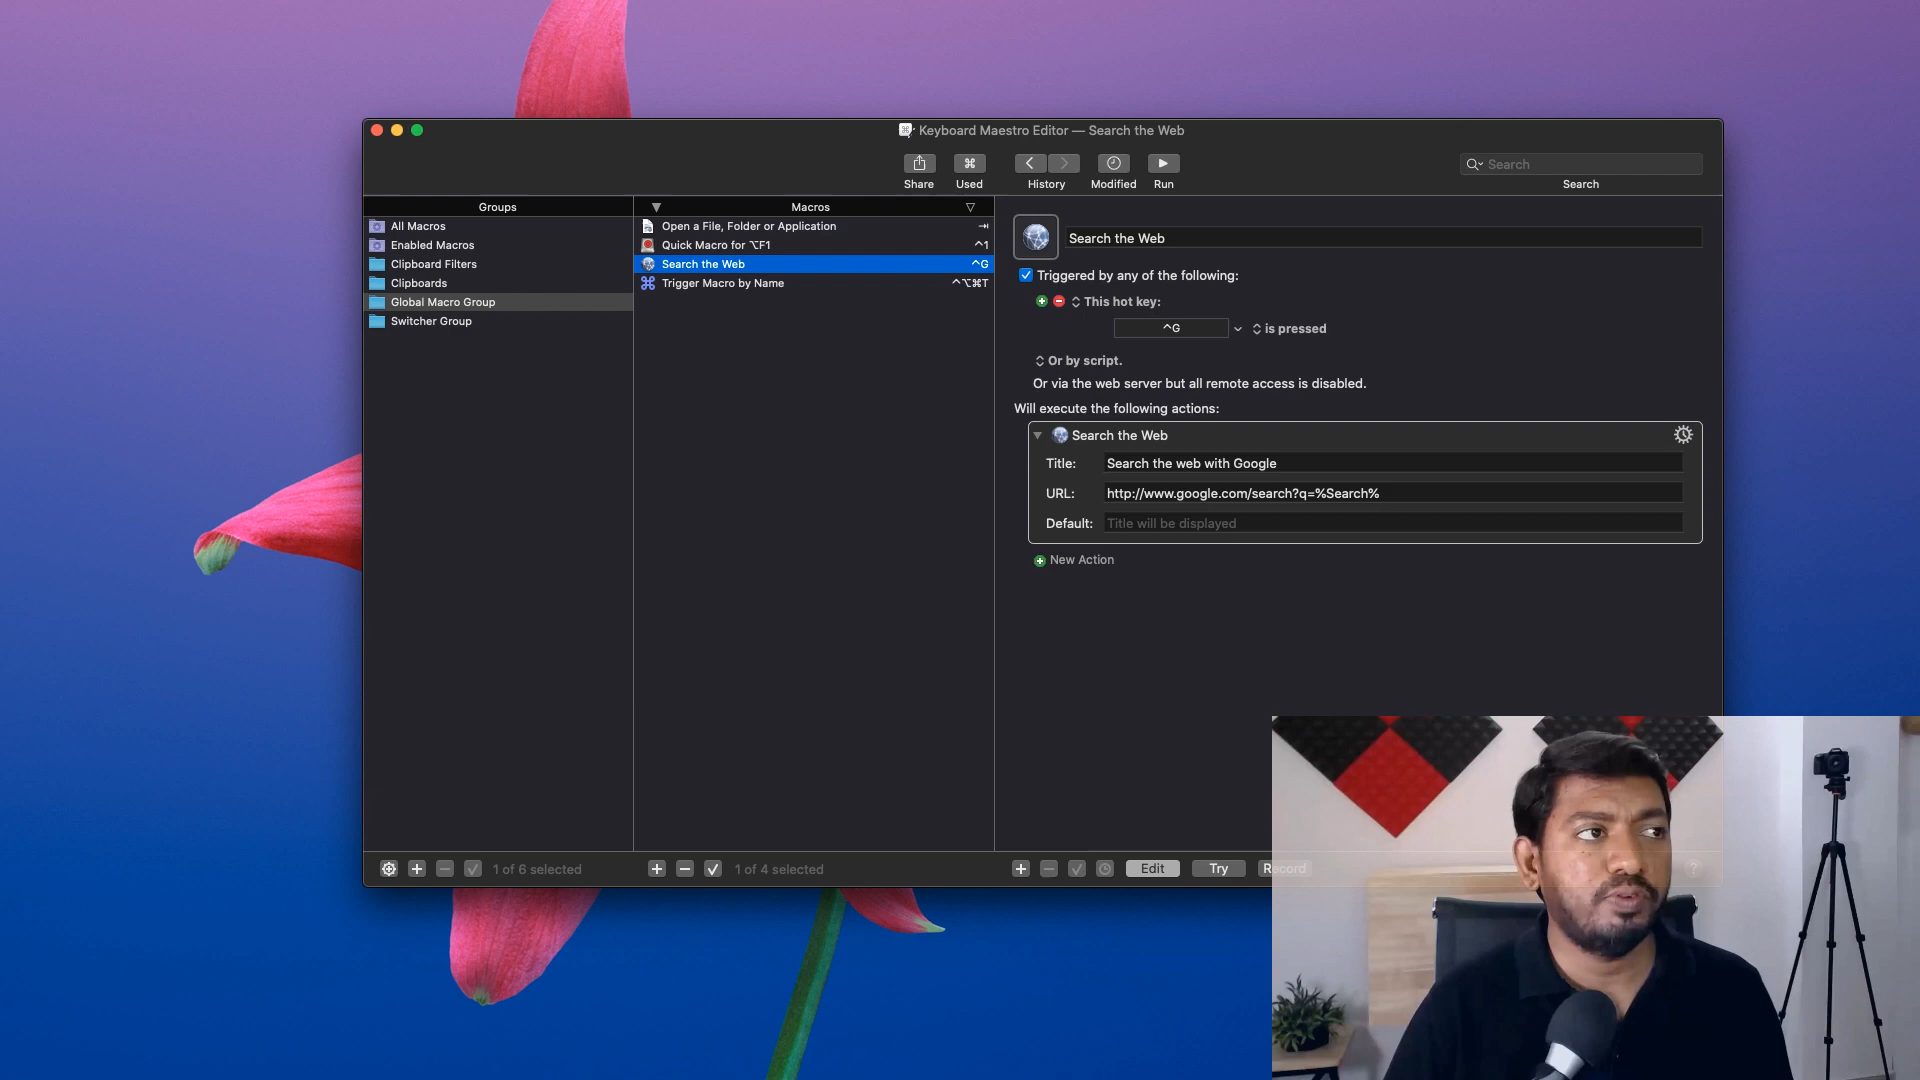 Keyboard Maestro Editor — Search the Web
Share
Used
History
Modified
Run
Search
Search
Groups
All Macros
Enabled Macros
Clipboard Filters
Clipboards
Global Macro Group
Switcher Group
1 of 6 selected
Macros
Open a File, Folder or Application ⇥
Quick Macro for ⌥F1 ^1
Search the Web ^G
Trigger Macro by Name ^⌥⌘T
1 of 4 selected
Search the Web
Triggered by any of the following:
This hot key:
^G is pressed
Or by script.
Or via the web server but all remote access is disabled.
Will execute the following actions:
Search the Web
Title: Search the web with Google
URL: http://www.google.com/search?q=%Search%
Default: Title will be displayed
New Action
Edit
Try
Record
?